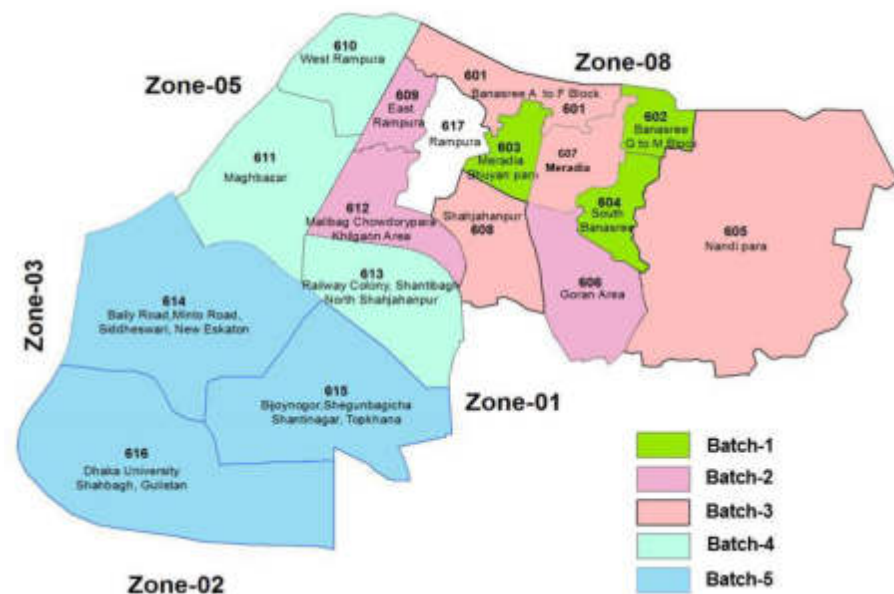 610
West Rampura
Zone-08
Zone-05
601
Banasree A to F Block
609
East
Rampura
601
602
Banasree
G to M Block
617
Rampura
603
Meradia
Bhuyan para
607
Meradia
611
Maghbazar
604
South
Banasree
605
Nandi para
612
Malibag Chowdorypara
Khilgaon Area
Shahjahanpur
608
606
Goran Area
613
Railway Colony, Shantibagh
North Shahjahanpur
Zone-03
614
Baily Road,Minto Road,
Siddheswari, New Eskaton
615
Bijoynogor,Shegunbagicha
Shantinagar, Topkhana
Zone-01
616
Dhaka University
Shahbagh, Gulistan
Zone-02
Batch-1
Batch-2
Batch-3
Batch-4
Batch-5